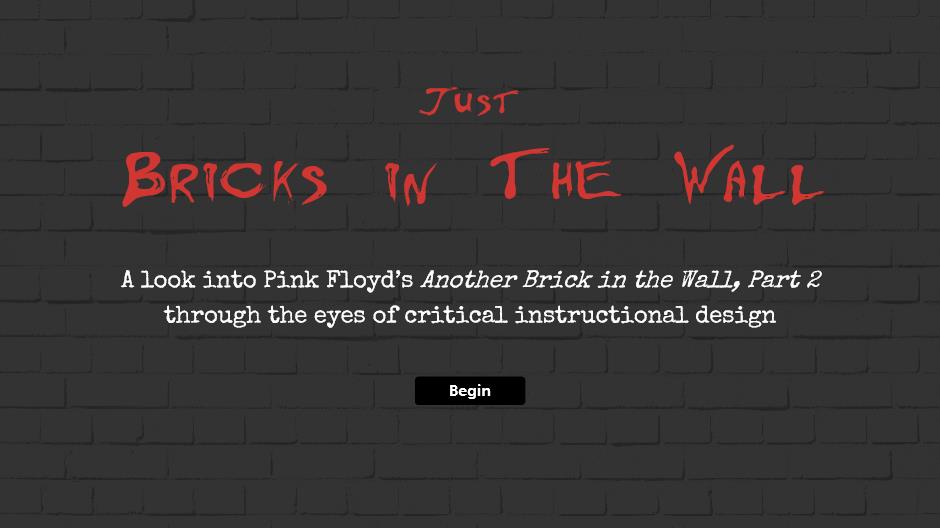 Just
Bricks in The Wall
A look into Pink Floyd’s Another Brick in the Wall, Part 2
through the eyes of critical instructional design
Begin